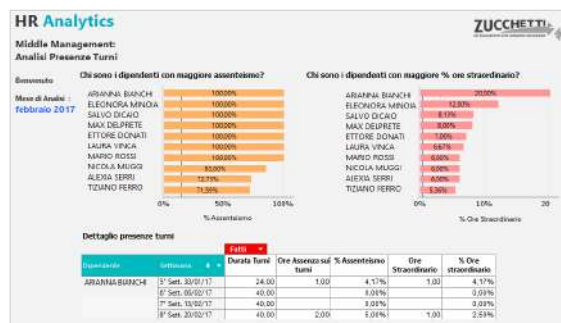 HR Analytics
ZUCCHETTI
Middle Management:
Analisi Presenze Turni
Benvenuto
Mese di Analisi :
febbraio 2017
Chi sono i dipendenti con maggiore assenteismo?
ARIANNA BIANCHI 100,00%
ELEONORA MINOIA 100,00%
SALVO DICAIO 100,00%
MAX DELPRETE 100,00%
ETTORE DONATI 100,00%
LAURA VINCA 100,00%
MARIO ROSSI 100,00%
NICOLA MUGGI
ALEXIA SERRI 72,73%
TIZIANO FERRO 71,59%
0% 50% 100%
% Assenteismo
Chi sono i dipendenti con maggiore % ore straordinario?
ARIANNA BIANCHI 20,00%
ELEONORA MINOIA 12,50%
SALVO DICAIO 8,13%
MAX DELPRETE 8,00%
ETTORE DONATI 7,00%
LAURA VINCA 6,67%
MARIO ROSSI 6,00%
NICOLA MUGGI 6,00%
ALEXIA SERRI 6,00%
TIZIANO FERRO 5,36%
0% 5% 10% 15% 20
% Ore Straordinario
Dettaglio presenze turni
Fatti
Dipendente Settimana Durata Turni Ore Assenza sui turni % Assenteismo Ore Straordinario % Ore straordinario
ARIANNA BIANCHI 5° Sett. 30/01/17 24,00 1,00 4,17% 1,00 4,17%
6° Sett. 06/02/17 40,00 0,00% 0,00%
7° Sett. 13/02/17 40,00 0,00% 0,00%
8° Sett. 20/02/17 40,00 2,00 5,00% 1,00 2,50%